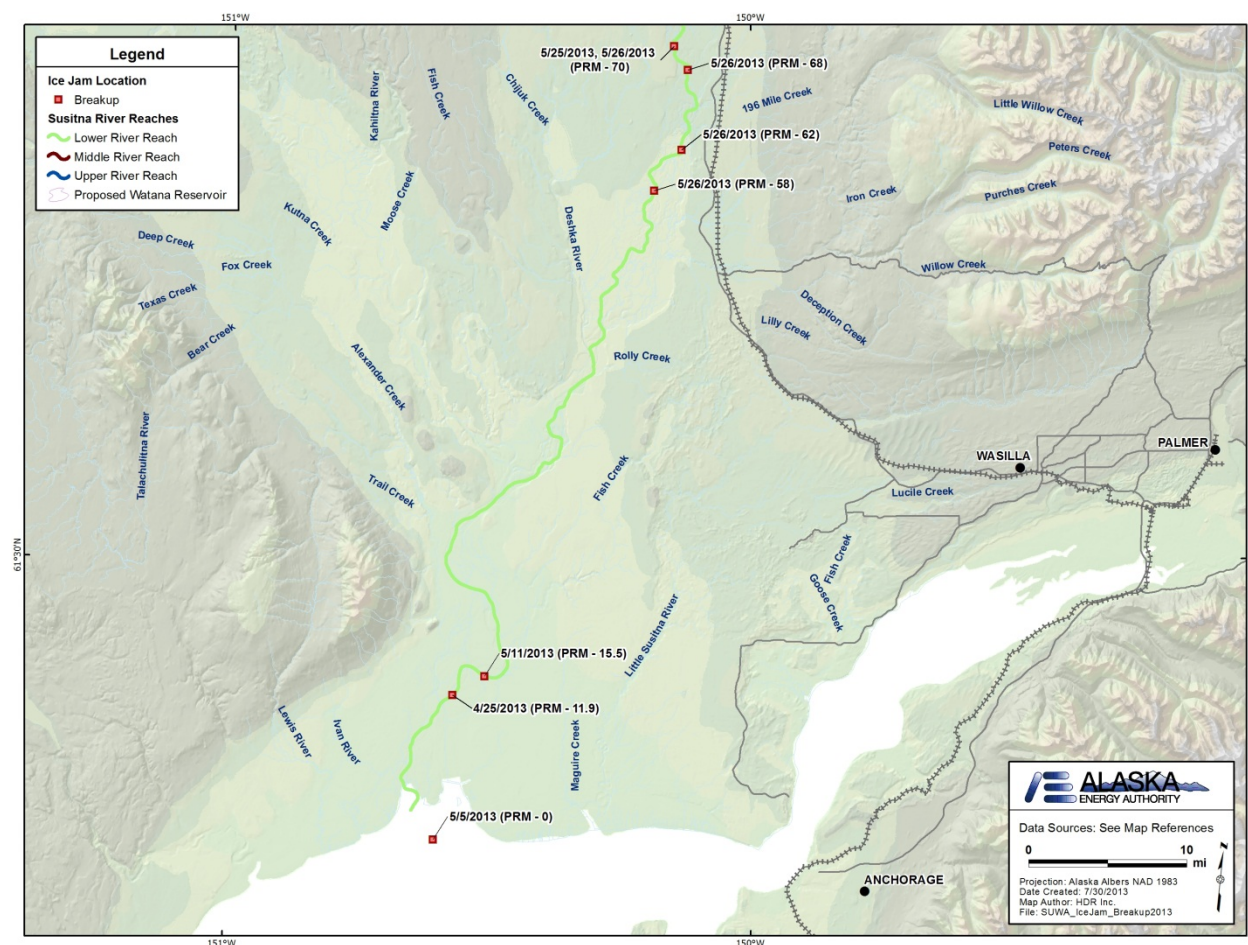 151°W
150°W
Legend
Ice Jam Location
Breakup
Susitna River Reaches
Lower River Reach
Middle River Reach
Upper River Reach
Proposed Watana Reservoir
5/25/2013, 5/26/2013
(PRM - 70)
5/26/2013 (PRM - 68)
Kahiltna River
Fish Creek
Chijuk Creek
196 Mile Creek
Little Willow Creek
5/26/2013 (PRM - 62)
Peters Creek
5/26/2013 (PRM - 58)
Iron Creek
Purches Creek
Moose Creek
Kutna Creek
Deshka River
Deep Creek
Fox Creek
Willow Creek
Texas Creek
Deception Creek
Lilly Creek
Bear Creek
Rolly Creek
Alexander Creek
Talachulitna River
PALMER
WASILLA
Trail Creek
Fish Creek
Lucile Creek
61°30'N
Fish Creek
Goose Creek
Little Susitna River
5/11/2013 (PRM - 15.5)
4/25/2013 (PRM - 11.9)
Lewis River
Ivan River
Maguire Creek
5/5/2013 (PRM - 0)
ANCHORAGE
ALASKA
ENERGY AUTHORITY
Data Sources: See Map References
0 10
mi
N
Projection: Alaska Albers NAD 1983
Date Created: 7/30/2013
Map Author: HDR Inc.
File: SUWA_IceJam_Breakup2013
151°W
150°W